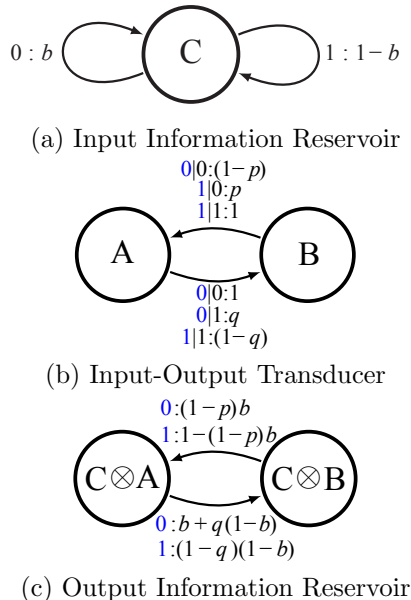 0 : b
C
1 : 1− b
(a) Input Information Reservoir
0|0:(1− p)
1|0:p
1|1:1
A
B
0|0:1
0|1:q
1|1:(1− q)
(b) Input-Output Transducer
0:(1− p)b
1:1−(1− p)b
C⊗A
C⊗B
0:b + q(1−b)
1:(1−q)(1−b)
(c) Output Information Reservoir